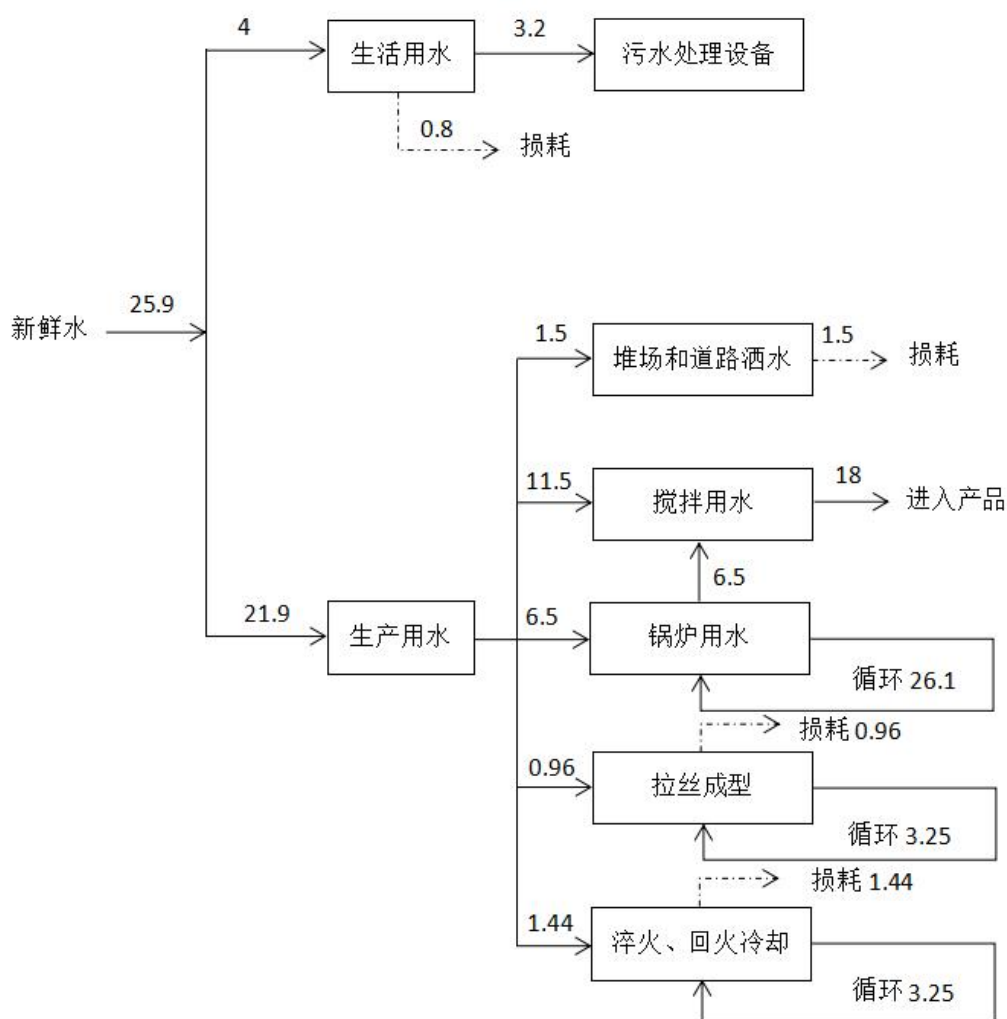 4
生活用水
3.2
污水处理设备
0.8
损耗
新鲜水
25.9
1.5
堆场和道路洒水
1.5
损耗
11.5
搅拌用水
18
进入产品
6.5
21.9
生产用水
6.5
锅炉用水
循环 26.1
损耗 0.96
0.96
拉丝成型
循环 3.25
损耗 1.44
1.44
淬火、回火冷却
循环 3.25